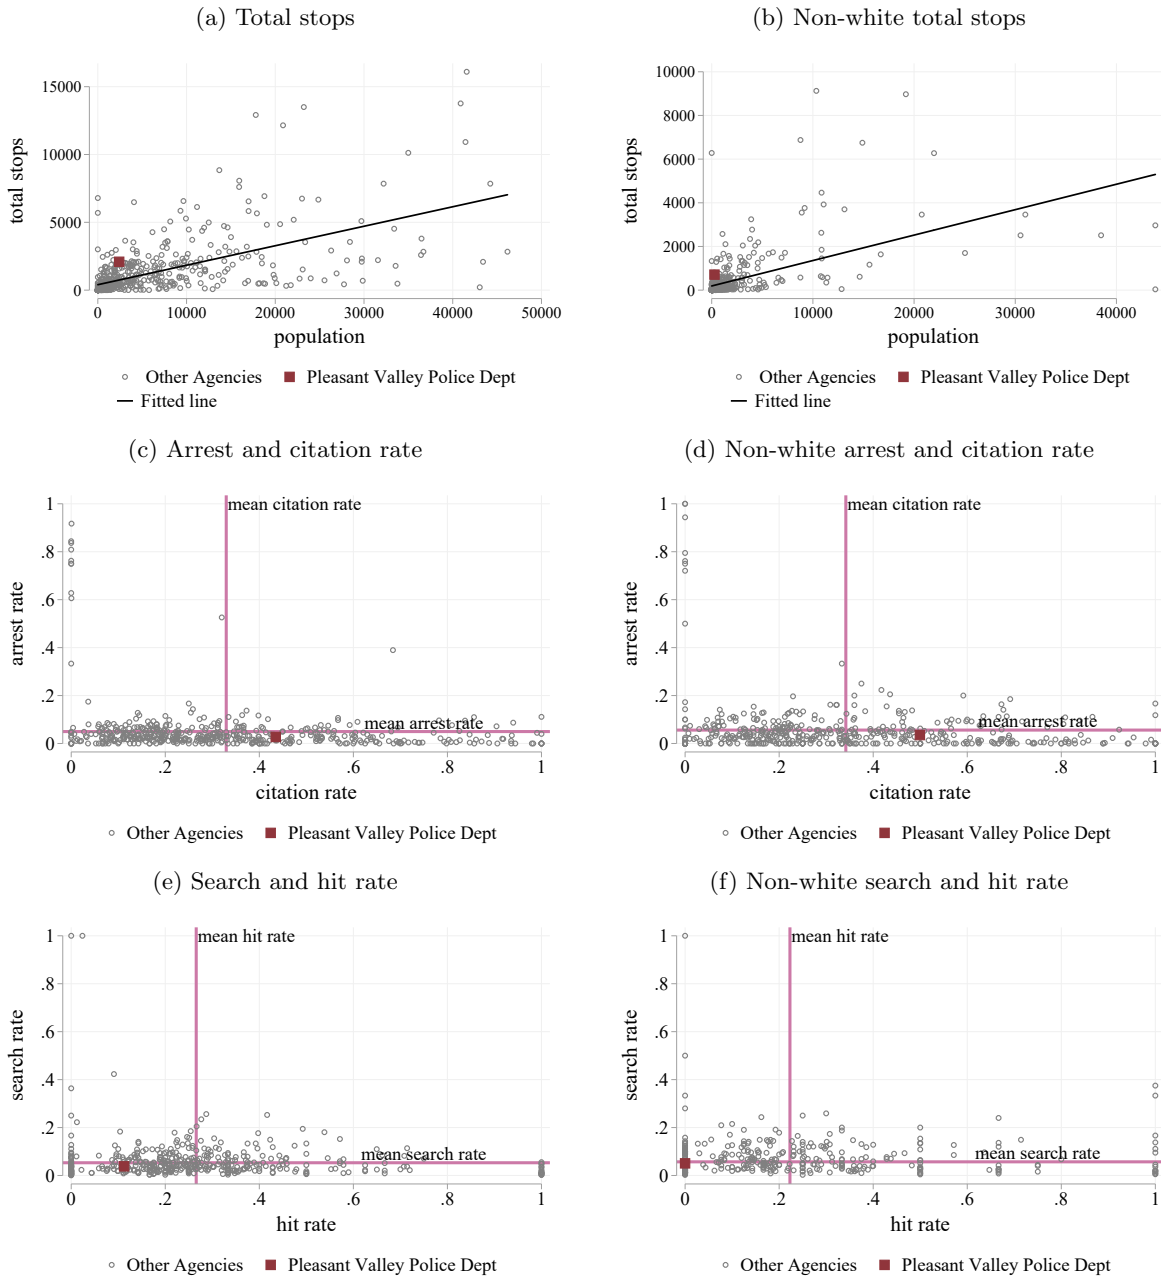 (a) Total stops
(b) Non-white total stops
15000
10000
5000
0
total stops
0 10000 20000 30000 40000 50000
population
Other Agencies Pleasant Valley Police Dept
Fitted line
10000
8000
6000
4000
2000
0
total stops
0 10000 20000 30000 40000
population
Other Agencies Pleasant Valley Police Dept
Fitted line
(c) Arrest and citation rate
(d) Non-white arrest and citation rate
1
.8
.6
.4
.2
0
arrest rate
mean citation rate
mean arrest rate
0 .2 .4 .6 .8 1
citation rate
Other Agencies Pleasant Valley Police Dept
1
.8
.6
.4
.2
0
arrest rate
mean citation rate
mean arrest rate
0 .2 .4 .6 .8 1
citation rate
Other Agencies Pleasant Valley Police Dept
(e) Search and hit rate
(f) Non-white search and hit rate
1
.8
.6
.4
.2
0
search rate
mean hit rate
mean search rate
0 .2 .4 .6 .8 1
hit rate
Other Agencies Pleasant Valley Police Dept
1
.8
.6
.4
.2
0
search rate
mean hit rate
mean search rate
0 .2 .4 .6 .8 1
hit rate
Other Agencies Pleasant Valley Police Dept